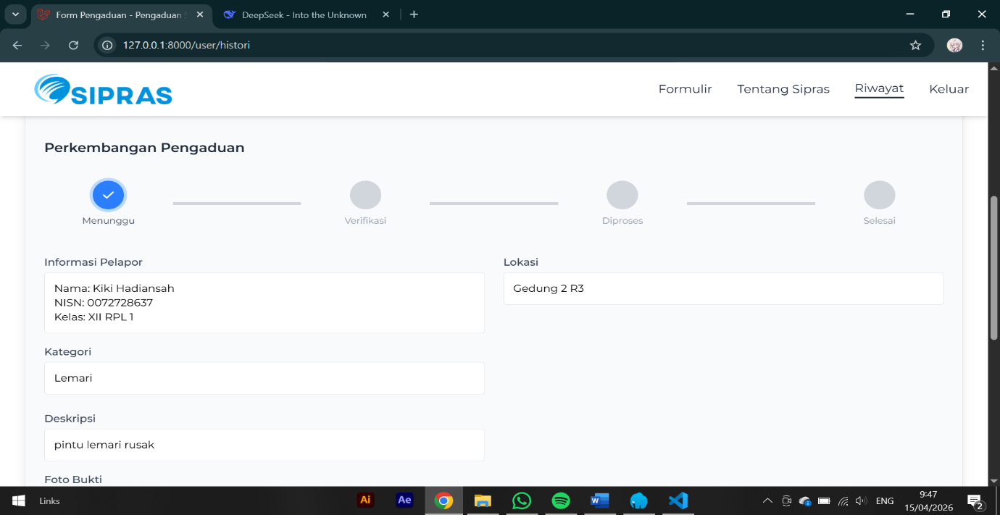 Form Pengaduan - Pengaduan S
DeepSeek - Into the Unknown
127.0.0.1:8000/user/histori
SIPRAS
Formulir
Tentang Sipras
Riwayat
Keluar
Perkembangan Pengaduan
Menunggu
Verifikasi
Diproses
Selesai
Informasi Pelapor
Nama: Kiki Hadiansah
NISN: 0072728637
Kelas: XII RPL 1
Lokasi
Gedung 2 R3
Kategori
Lemari
Deskripsi
pintu lemari rusak
Foto Bukti
Links
Ai
Ae
W
ENG
9:47
15/04/2026
2